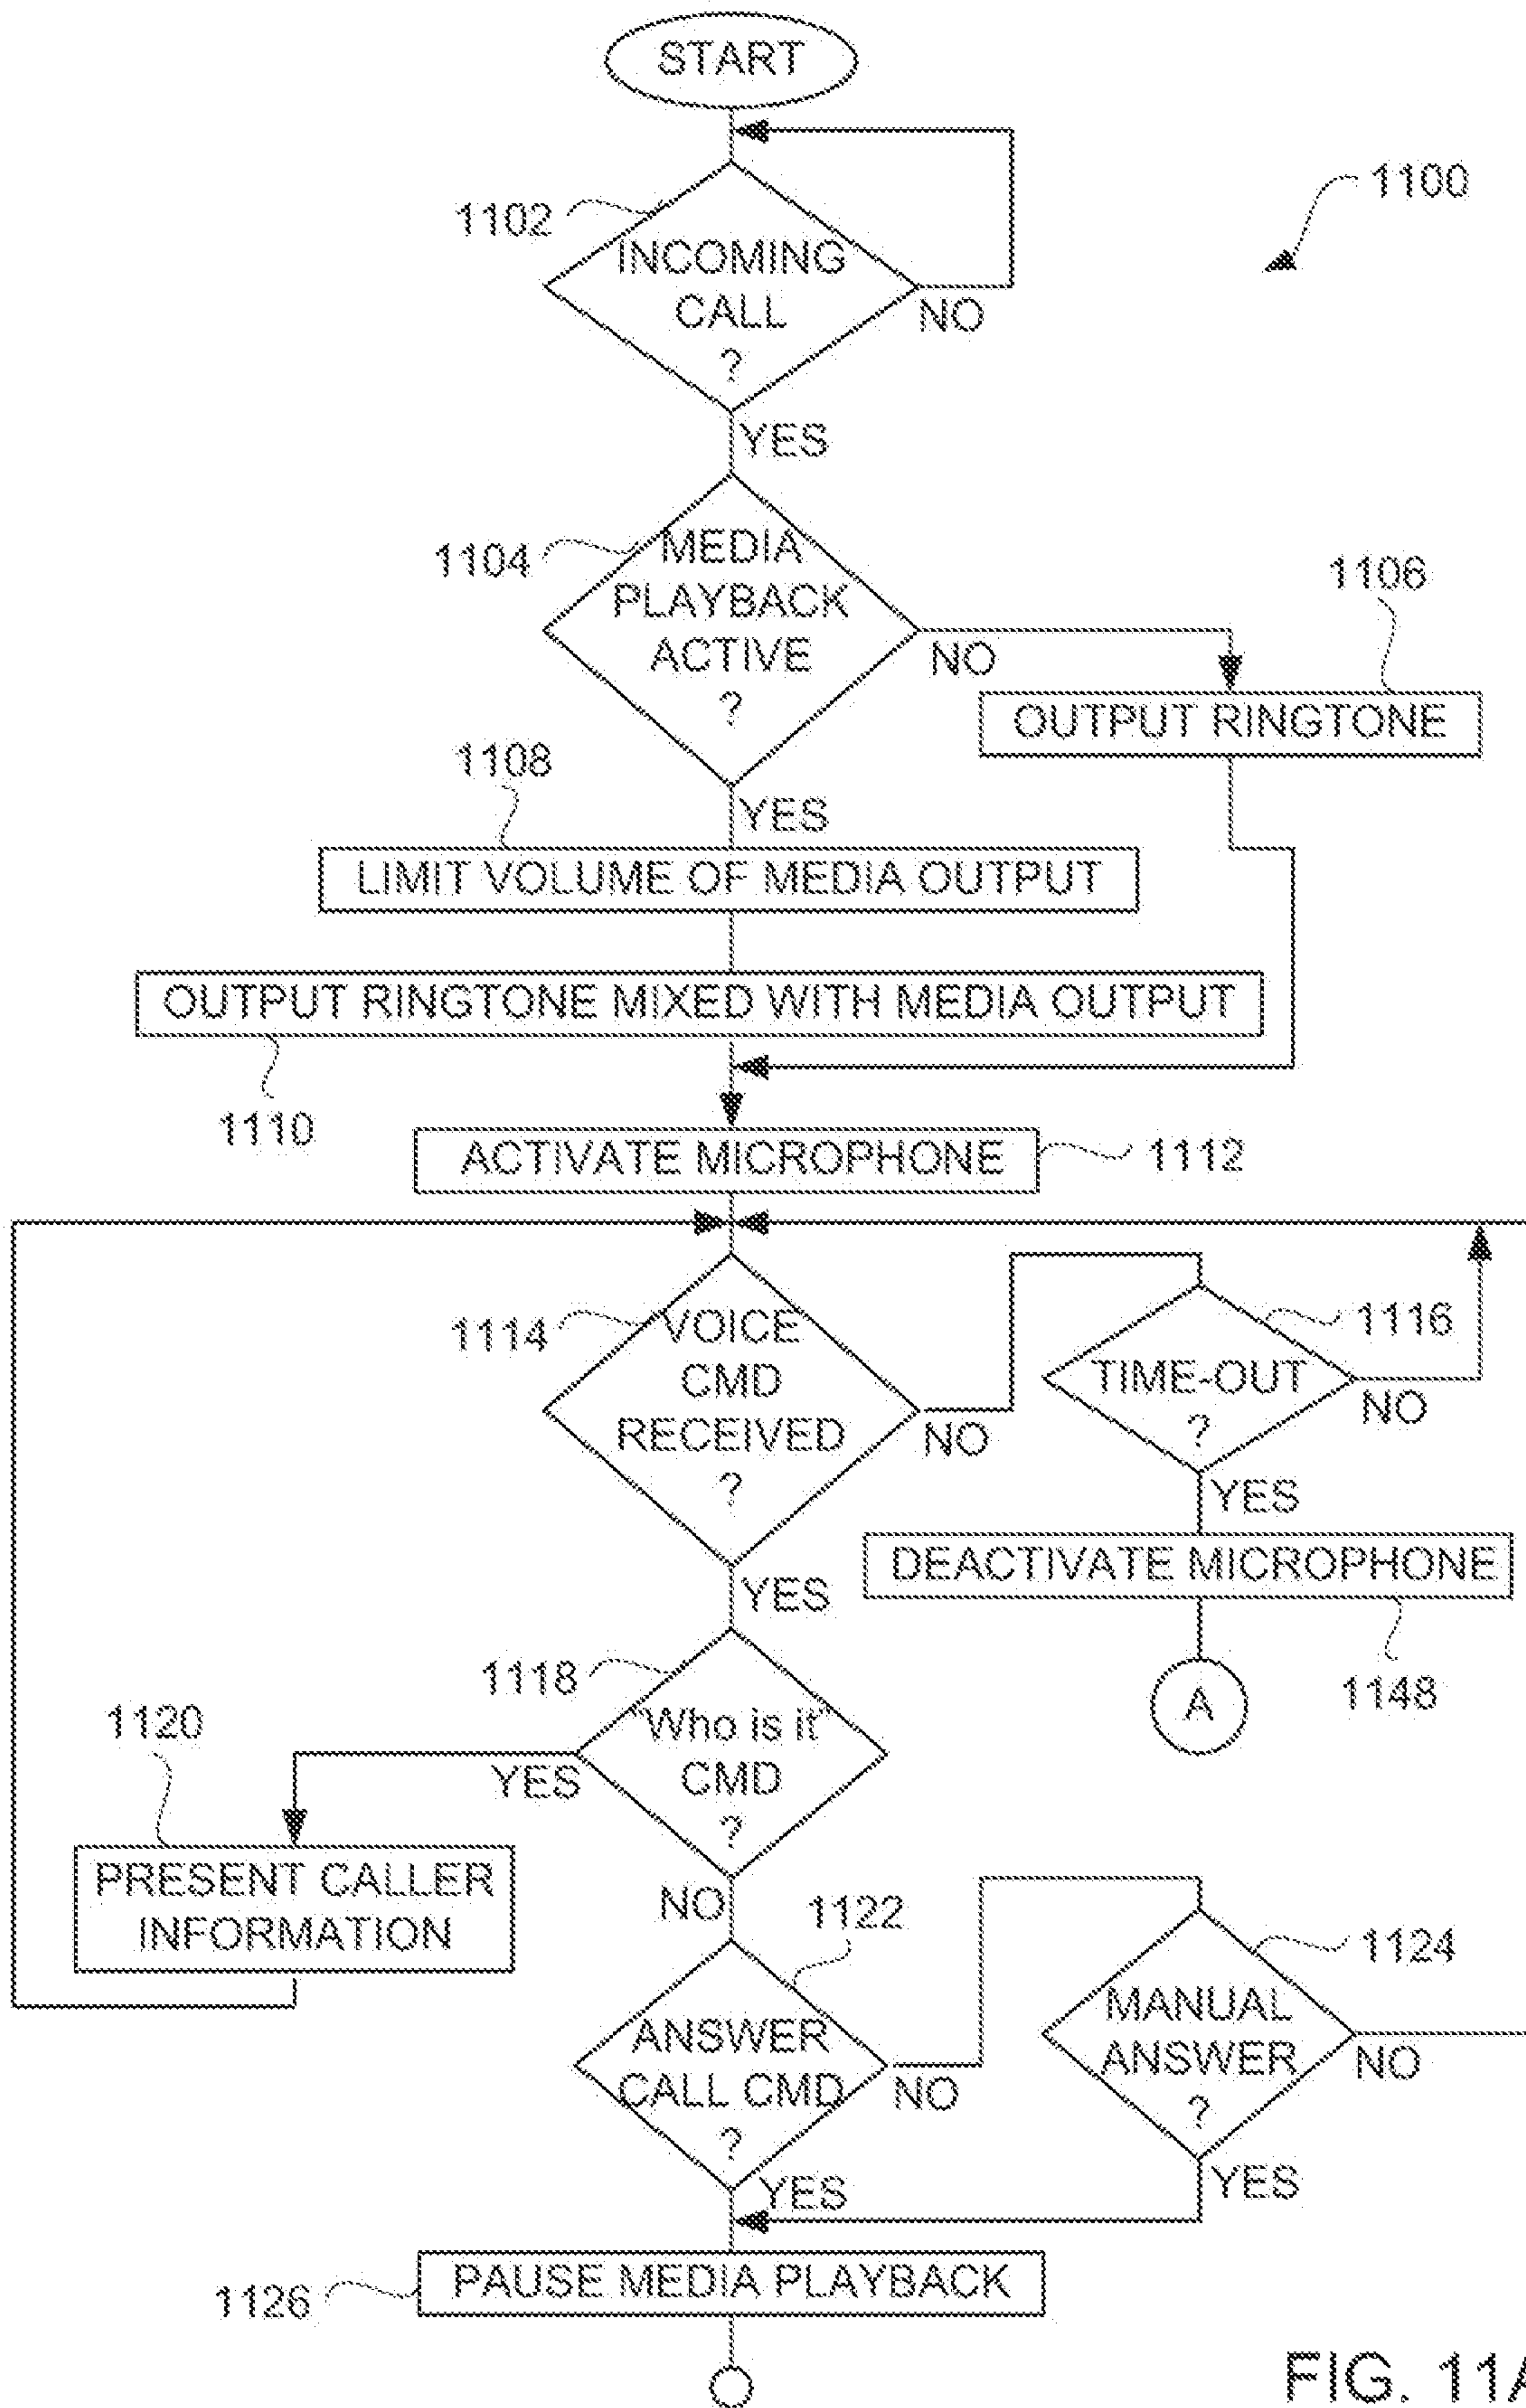 START
1100
1102
INCOMING
CALL
?
NO
YES
1104
MEDIA
PLAYBACK
ACTIVE
?
NO
1106
OUTPUT RINGTONE
1108
YES
LIMIT VOLUME OF MEDIA OUTPUT
OUTPUT RINGTONE MIXED WITH MEDIA OUTPUT
1110
ACTIVATE MICROPHONE
1112
1114
VOICE
CMD
RECEIVED
?
NO
1116
TIME-OUT
?
NO
YES
YES
DEACTIVATE MICROPHONE
1148
A
1118
"Who is it"
CMD
?
YES
1120
PRESENT CALLER
INFORMATION
NO
1122
ANSWER
CALL CMD
?
NO
1124
MANUAL
ANSWER
?
NO
YES
YES
1126
PAUSE MEDIA PLAYBACK
FIG. 11A